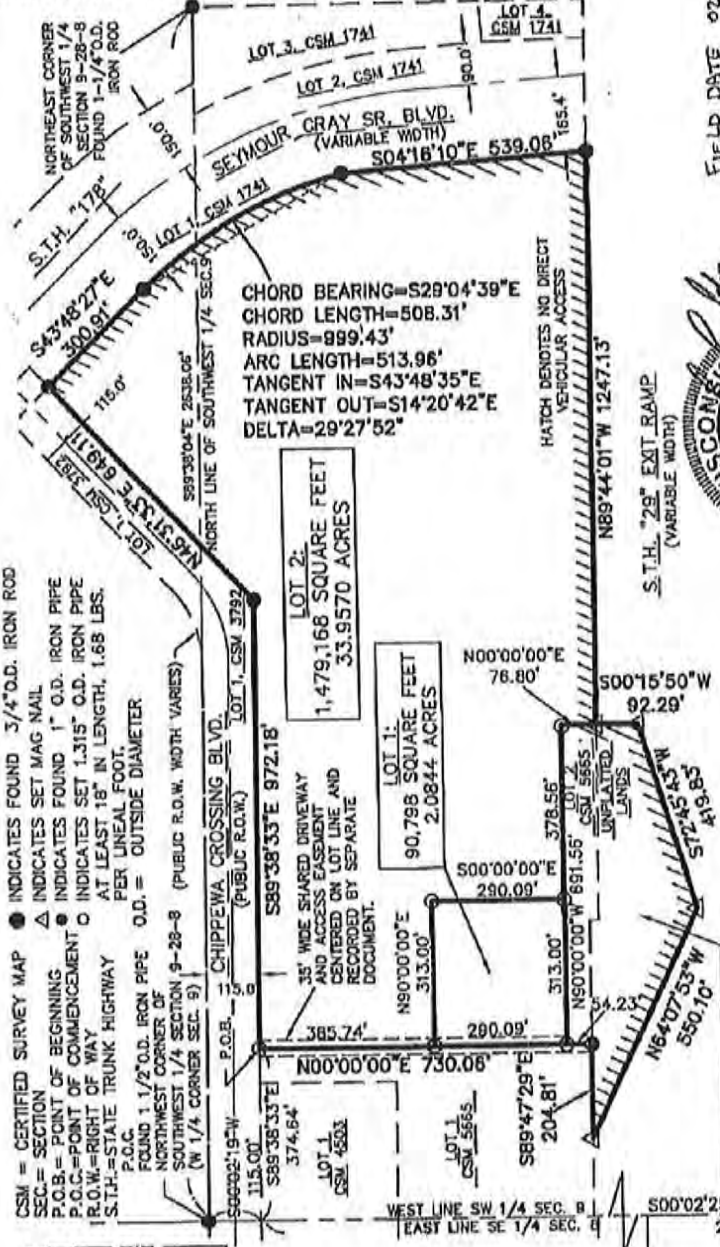 CSM = CERTIFIED SURVEY MAP
SEC.= SECTION
P.O.B.= POINT OF BEGINNING
P.O.C.=POINT OF COMMENCEMENT
R.O.W.=RIGHT OF WAY
S.T.H.=STATE TRUNK HIGHWAY
● INDICATES FOUND 3/4"O.D. IRON ROD
△ INDICATES SET MAG NAIL
● INDICATES FOUND 1" O.D. IRON PIPE
○ INDICATES SET 1.315" O.D. IRON PIPE
AT LEAST 18" IN LENGTH, 1.68 LBS.
PER LINEAL FOOT.
O.D. = OUTSIDE DIAMETER
P.O.C.
FOUND 1 1/2"O.D. IRON PIPE
NORTHWEST CORNER OF
SOUTHWEST 1/4 SECTION 9-28-8
(W 1/4 CORNER SEC. 9)
(PUBLIC R.O.W. WIDTH VARIES)
CHIPPEWA CROSSING BLVD.
(PUBLIC R.O.W.)
LOT 1, CSM 3792
115.0'
P.O.B.
NORTHEAST CORNER
OF SOUTHWEST 1/4
OF SECTION 9-28-8
FOUND 1-1/4"O.D.
IRON ROD
S.T.H. "178"
150.0'
150.0'
LOT 3, CSM 1741
LOT 2, CSM 1741
LOT 4
CSM 1741
90.0'
SEYMOUR GRAY SR. BLVD.
(VARIABLE WIDTH)
LOT 1, CSM 1741
S04°16'10"E 539.06'
165.4'
S43°48'27"E
300.91'
115.0'
N46°31'33"E 649.11'
LOT 1, CSM 3792
S89°38'04"E 2638.06'
NORTH LINE OF SOUTHWEST 1/4 SEC.9
CHORD BEARING=S29°04'39"E
CHORD LENGTH=508.31'
RADIUS=999.43'
ARC LENGTH=513.96'
TANGENT IN=S43°48'35"E
TANGENT OUT=S14°20'42"E
DELTA=29°27'52"
HATCH DENOTES NO DIRECT
VEHICULAR ACCESS
N89°44'01"W 1247.13'
S.T.H. "29" EXIT RAMP
(VARIABLE WIDTH)
FIELD DATE
LOT 2:
1,479,168 SQUARE FEET
33.9570 ACRES
LOT 1:
90,798 SQUARE FEET
2.0844 ACRES
S89°38'33"E 972.18'
35' WIDE SHARED DRIVEWAY
AND ACCESS EASEMENT
CENTERED ON LOT LINE AND
RECORDED BY SEPARATE
DOCUMENT.
N00°00'00"E
76.80'
S00°15'50"W
92.29'
378.56'
LOT 2
CSM 5665
UNPLATTED
LANDS
S72°45'43"W
419.83'
S00°00'00"E
290.09'
N90°00'00"E
313.00'
313.00'
N90°00'00"W 691.56'
54.23'
385.74'
290.09'
N00°00'00"E 730.06'
N64°07'53"W
550.10'
S89°47'29"E
204.81'
S00°02'19"W
115.00'
S89°38'33"E
374.64'
LOT 1
CSM 4503
LOT 1
CSM 5665
WEST LINE SW 1/4 SEC. 9
EAST LINE SE 1/4 SEC. 8